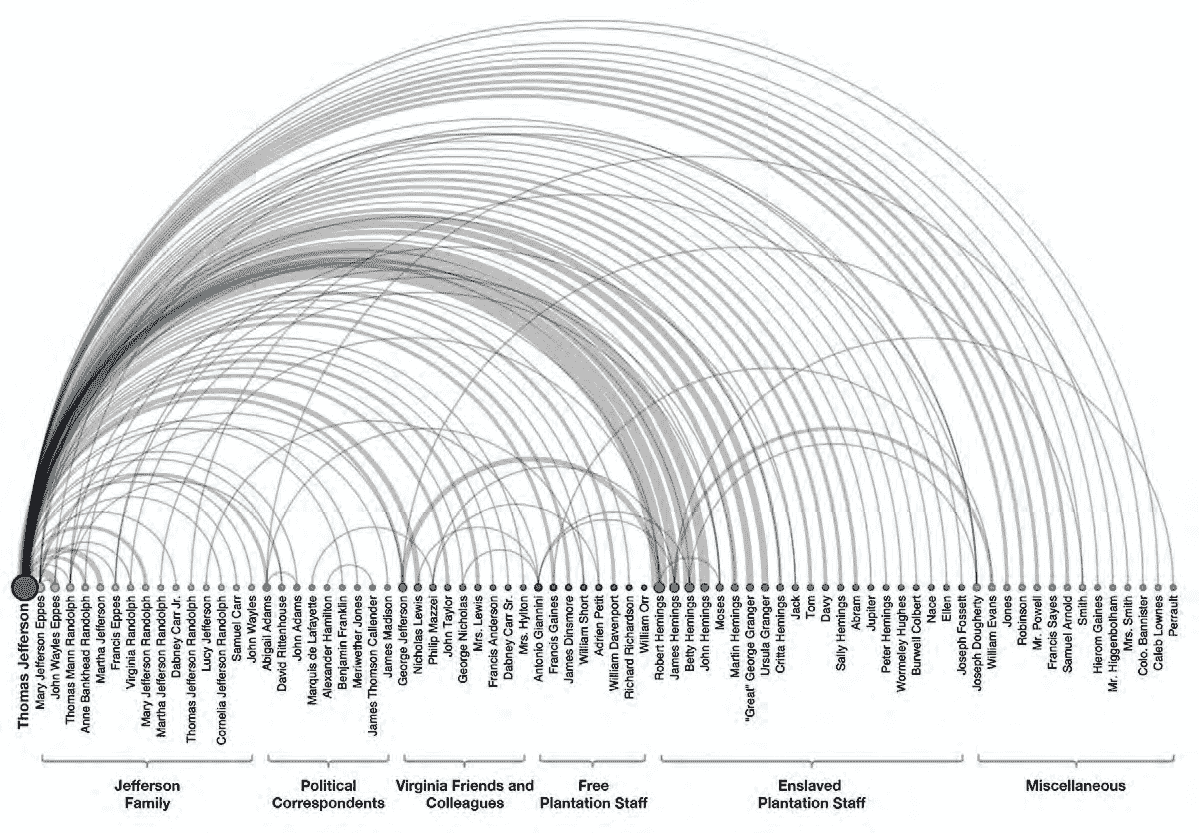 Thomas Jefferson
Mary Jefferson Eppes
John Wayles Eppes
Thomas Mann Randolph
Anne Bankhead Randolph
Martha Jefferson
Francis Eppes
Virginia Randolph
Mary Jefferson Randolph
Martha Jefferson Randolph
Dabney Carr Jr.
Thomas Jefferson Randolph
Lucy Jefferson
Cornelia Jefferson Randolph
Samuel Carr
John Wayles
Abigail Adams
David Rittenhouse
John Adams
Marquis de Lafayette
Alexander Hamilton
Benjamin Franklin
Meriwether Jones
James Thomson Callender
James Madison
George Jefferson
Nicholas Lewis
Philip Mazzei
John Taylor
George Nicholas
Mrs. Lewis
Francis Anderson
Dabney Carr Sr.
Mrs. Hylton
Antonio Giannini
Francis Gaines
James Dinsmore
William Short
Adrien Petit
William Davenport
Richard Richardson
William Orr
Robert Hemings
James Hemings
Betty Hemings
John Hemings
Moses
Martin Hemings
"Great" George Granger
Ursula Granger
Critta Hemings
Jack
Tom
Davy
Sally Hemings
Abram
Jupiter
Peter Hemings
Wormeley Hughes
Burwell Colbert
Nace
Ellen
Joseph Fossett
Joseph Dougherty
William Evans
Jones
Robinson
Mr. Powell
Francis Sayes
Samuel Arnold
Smith
Hieron Gaines
Mr. Higgenbotham
Mrs. Smith
Colo. Bannister
Caleb Lownes
Perrault
Jefferson
Family
Political
Correspondents
Virginia Friends and
Colleagues
Free
Plantation Staff
Enslaved
Plantation Staff
Miscellaneous